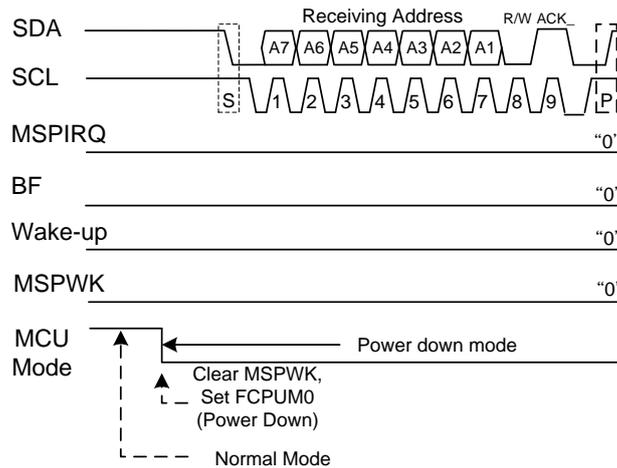 Receiving Address
R/W ACK_
SDA
A7 A6 A5 A4 A3 A2 A1
SCL
S 1 2 3 4 5 6 7 8 9 P
MSPIRQ
“0”
BF
“0”
Wake-up
“0”
MSPWK
“0”
MCU
Mode
Power down mode
Clear MSPWK,
Set FCPUM0
(Power Down)
Normal Mode